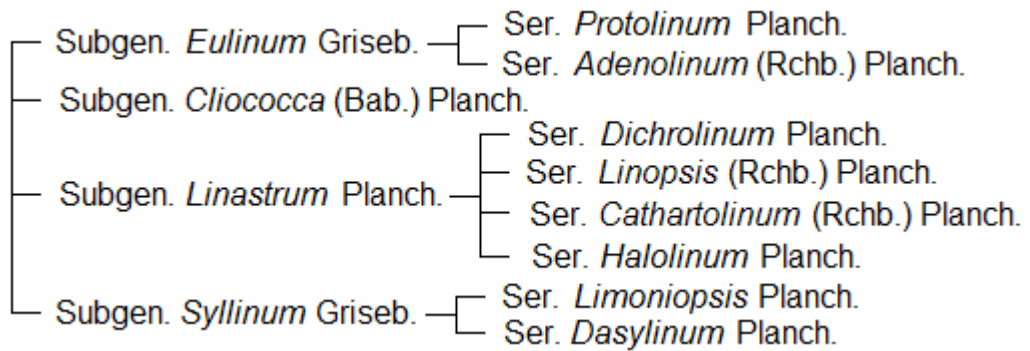 Subgen. Eulinum Griseb.
Ser. Protolinum Planch.
Ser. Adenolinum (Rchb.) Planch.
Subgen. Cliococca (Bab.) Planch.
Subgen. Linastrum Planch.
Ser. Dichrolinum Planch.
Ser. Linopsis (Rchb.) Planch.
Ser. Cathartolinum (Rchb.) Planch.
Ser. Halolinum Planch.
Subgen. Syllinum Griseb.
Ser. Limoniopsis Planch.
Ser. Dasylinum Planch.